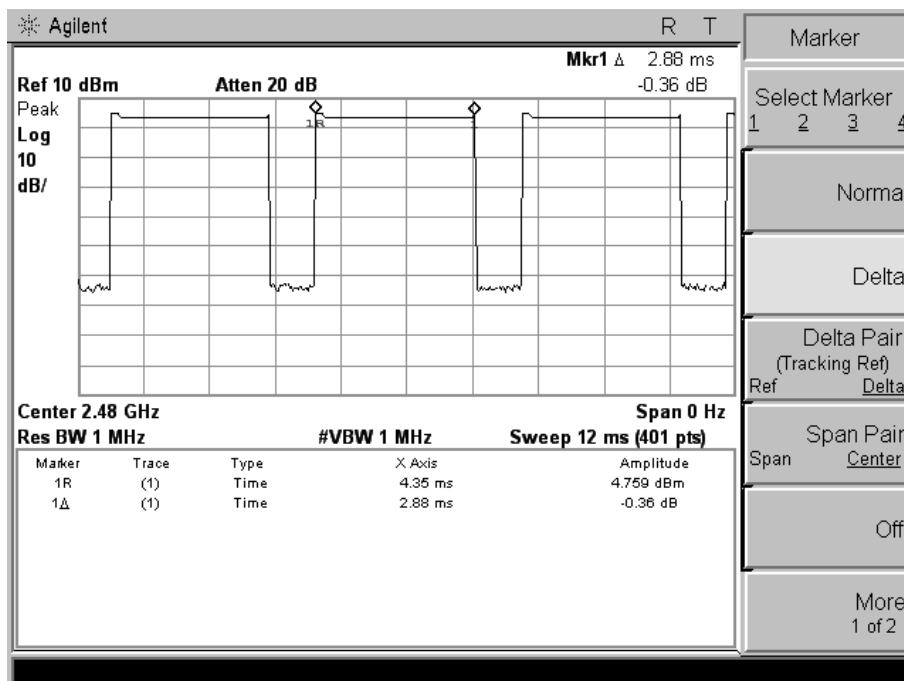 Agilent R T
Mkr1 Δ 2.88 ms
Ref 10 dBm Atten 20 dB -0.36 dB
Peak
Log
10
dB/
1R
Center 2.48 GHz Span 0 Hz
Res BW 1 MHz #VBW 1 MHz Sweep 12 ms (401 pts)
Marker Trace Type X Axis Amplitude
1R (1) Time 4.35 ms 4.759 dBm
1Δ (1) Time 2.88 ms -0.36 dB
Marker
Select Marker
1 2 3 4
Norma
Delta
Delta Pair
(Tracking Ref)
Ref Delta
Span Pair
Span Center
Off
More
1 of 2